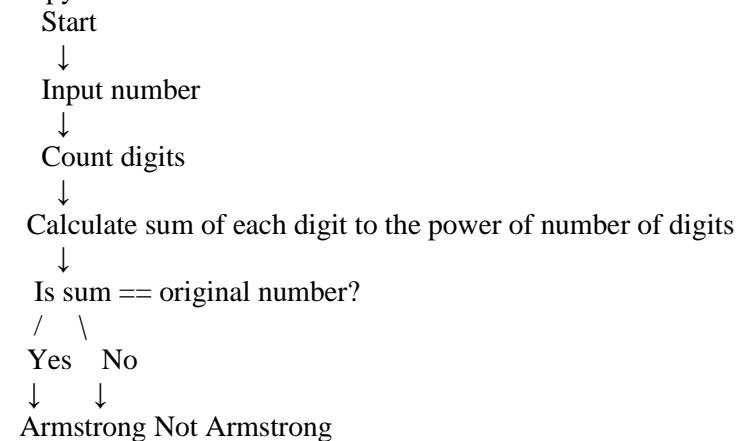 Start
↓
Input number
↓
Count digits
↓
Calculate sum of each digit to the power of number of digits
↓
Is sum == original number?
/ \
Yes No
↓ ↓
Armstrong Not Armstrong